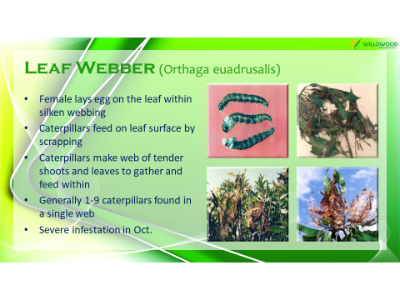 WILLOWOOD
LEAF WEBBER (Orthaga euadrusalis)
• Female lays egg on the leaf within
silken webbing
• Caterpillars feed on leaf surface by
scrapping
• Caterpillars make web of tender
shoots and leaves to gather and
feed within
• Generally 1-9 caterpillars found in
a single web
• Severe infestation in Oct.